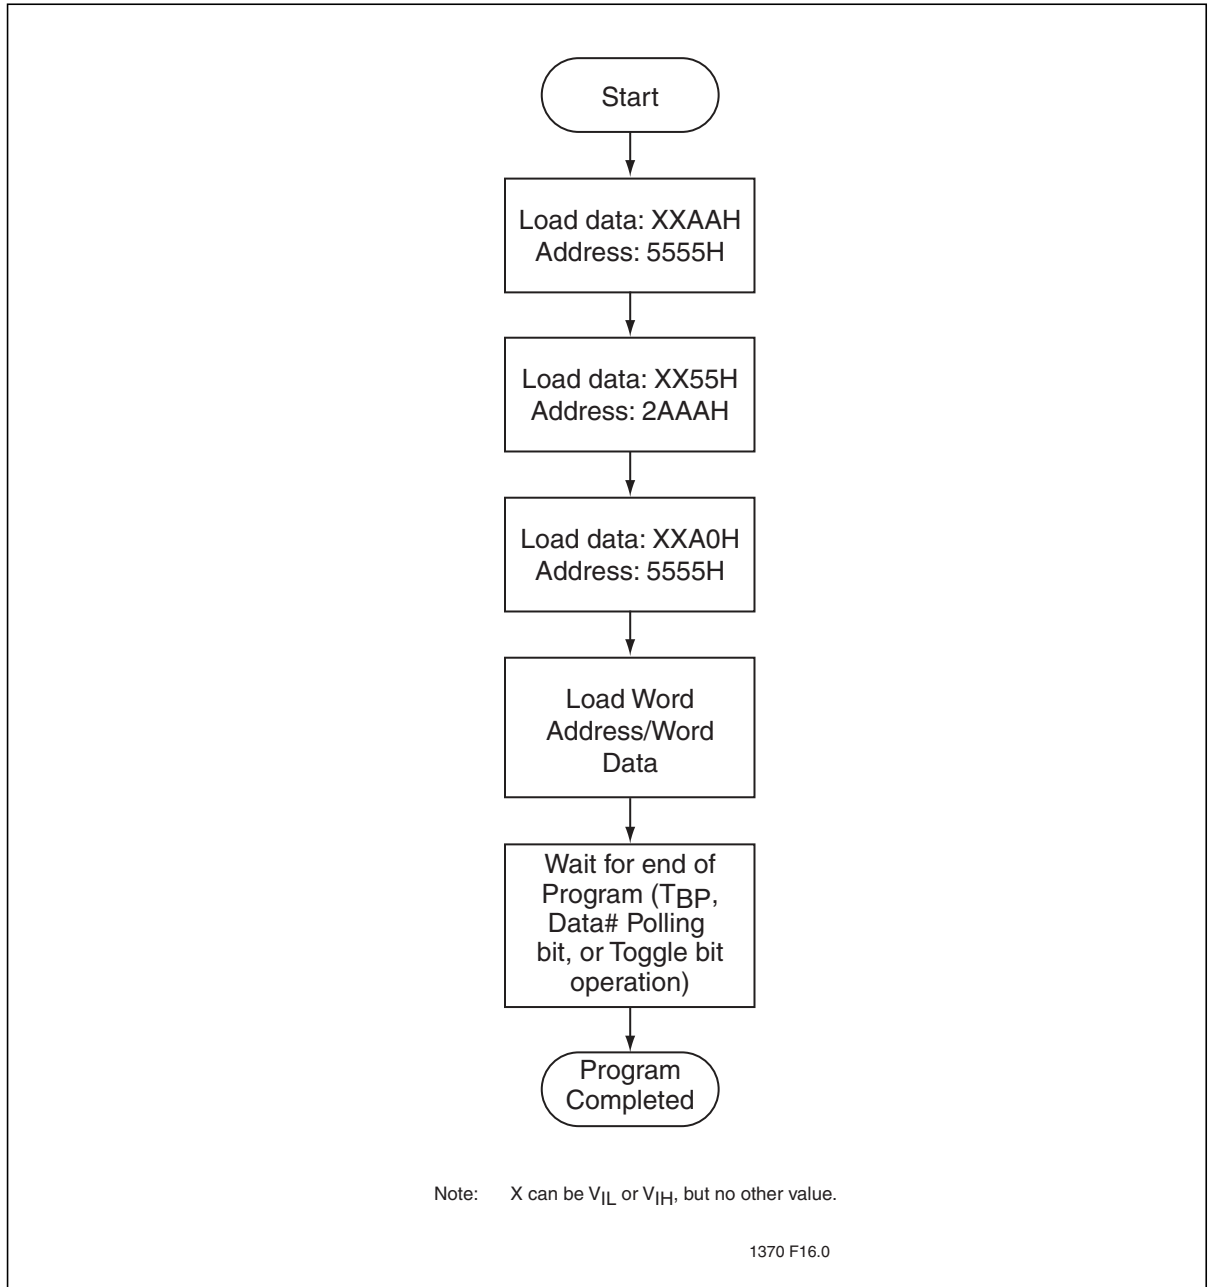 Start
Load data: XXAAH
Address: 5555H
Load data: XX55H
Address: 2AAAH
Load data: XXA0H
Address: 5555H
Load Word
Address/Word
Data
Wait for end of
Program (TBP,
Data# Polling
bit, or Toggle bit
operation)
Program
Completed
Note: X can be VIL or VIH, but no other value.
1370 F16.0